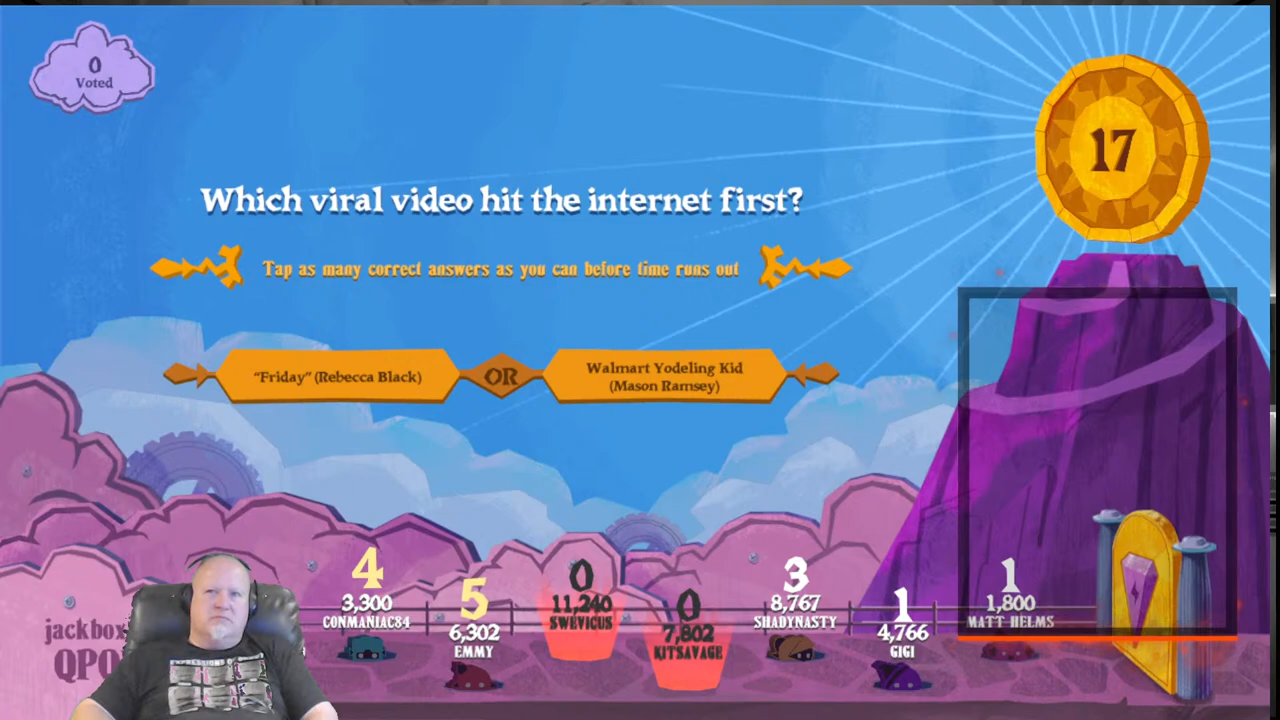 0
Voted
17
Which viral video hit the internet first?
Tap as many correct answers as you can before time runs out
"Friday" (Rebecca Black)
OR
Walmart Yodeling Kid
(Mason Ramsey)
4
3,300
CONMANIAC84
5
6,302
EMMY
0
11,240
SWEVICUS
0
7,802
KITSAVAGE
3
8,767
SHADYNASTY
1
4,766
GIGI
1
1,800
MATT HELMS
jackbox
QPO